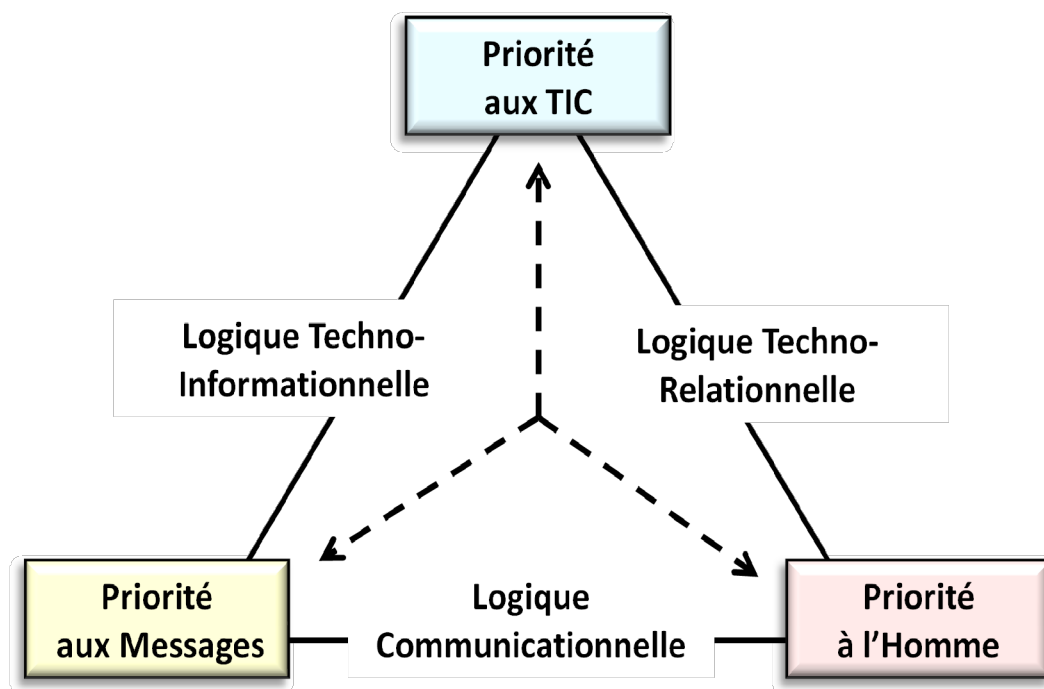 Priorité
aux TIC
Logique Techno-
Informationnelle
Logique Techno-
Relationnelle
Priorité
aux Messages
Logique
Communicationnelle
Priorité
à l’Homme